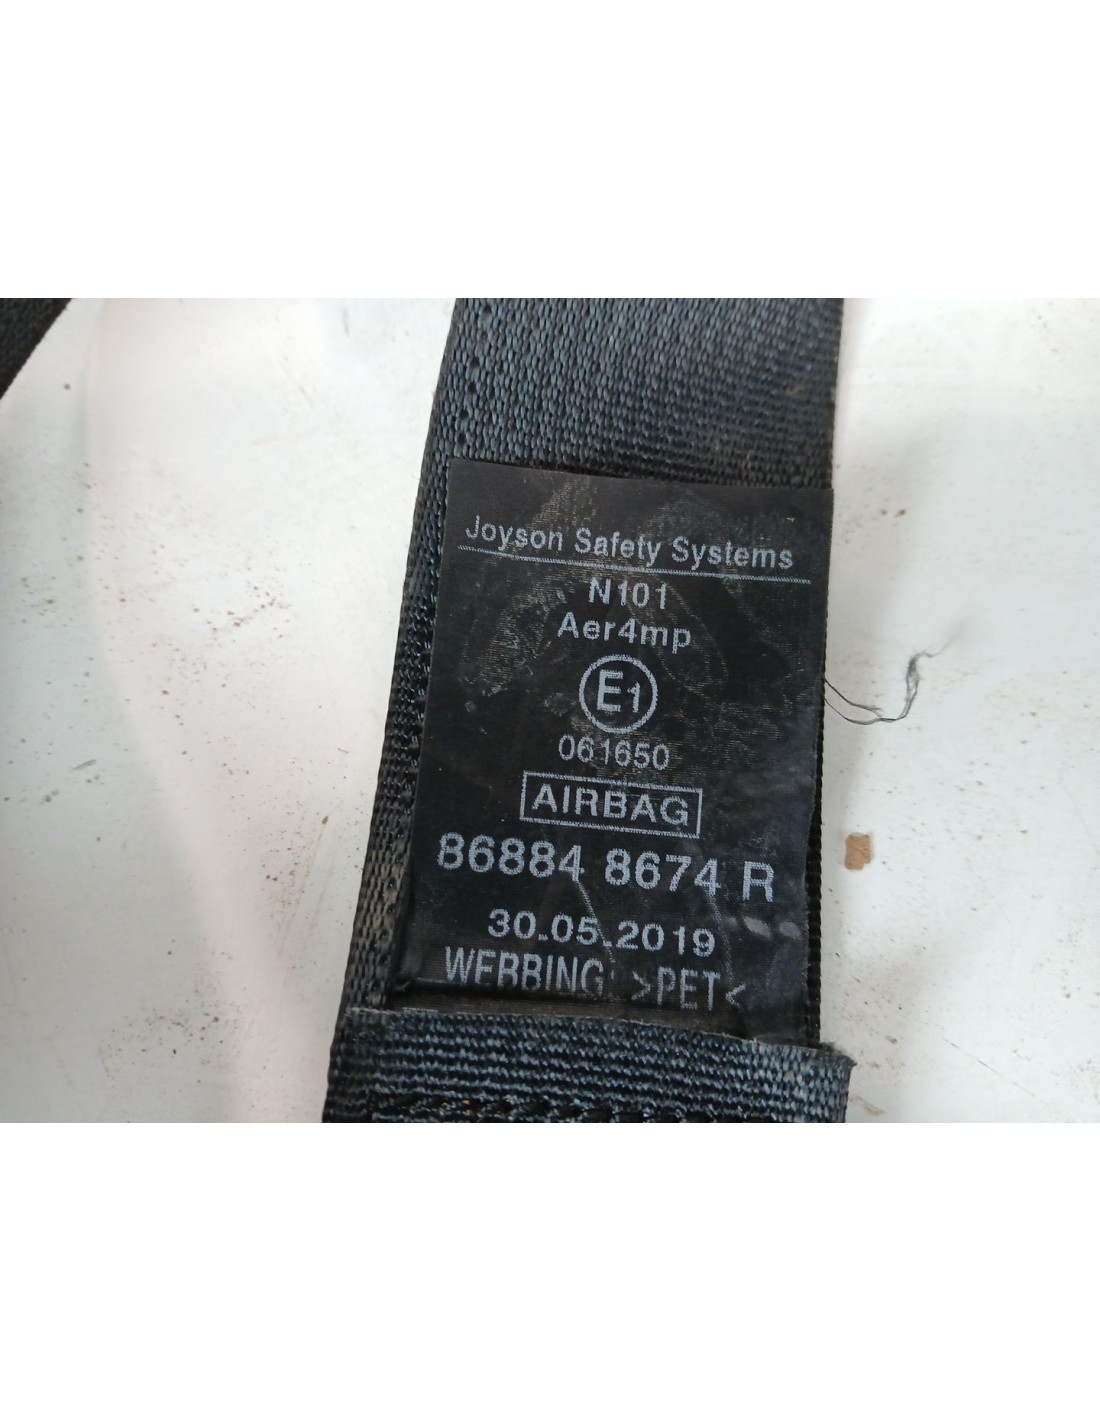 Joyson Safety Systems
N101
Aer4mp
E1
061650
AIRBAG
86884 8674 R
30.05.2019
WEBBING >PET<